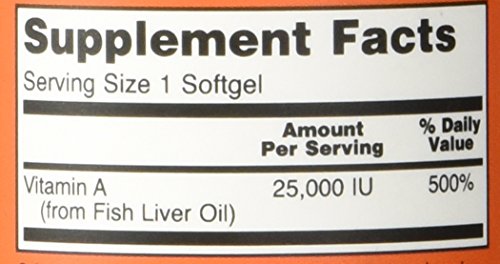 Supplement Facts
Serving Size 1 Softgel
Amount Per Serving
% Daily Value
Vitamin A 25,000 IU 500%
(from Fish Liver Oil)